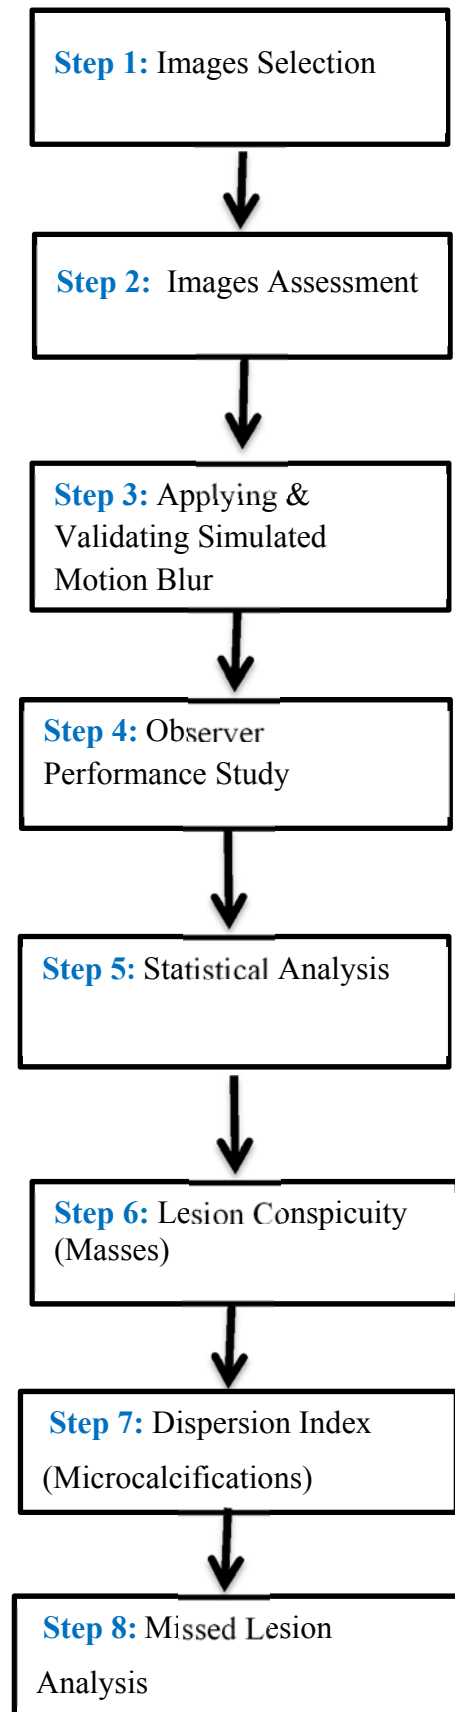 Step 1: Images Selection
Step 2: Images Assessment
Step 3: Applying &
Validating Simulated
Motion Blur
Step 4: Observer
Performance Study
Step 5: Statistical Analysis
Step 6: Lesion Conspicuity
(Masses)
Step 7: Dispersion Index
(Microcalcifications)
Step 8: Missed Lesion
Analysis